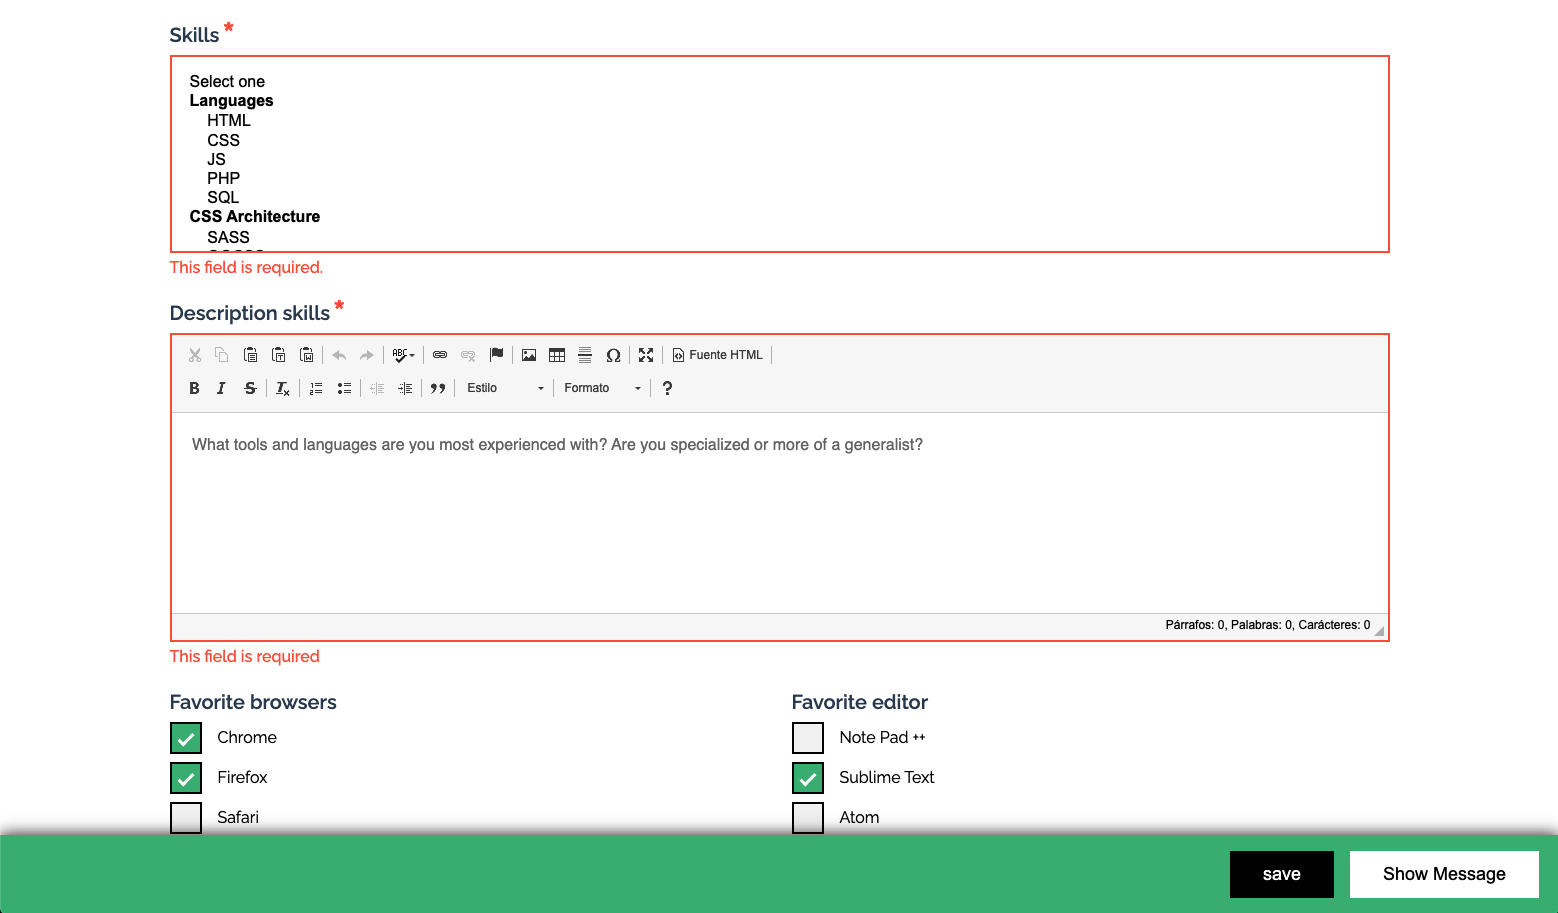 Skills *
Select one
Languages
HTML
CSS
JS
PHP
SQL
CSS Architecture
SASS
This field is required.
Description skills *
ABC
Fuente HTML
B I S Tx Estilo Formato ?
What tools and languages are you most experienced with? Are you specialized or more of a generalist?
Párrafos: 0, Palabras: 0, Carácteres: 0
This field is required
Favorite browsers
Chrome
Firefox
Safari
Favorite editor
Note Pad ++
Sublime Text
Atom
save
Show Message